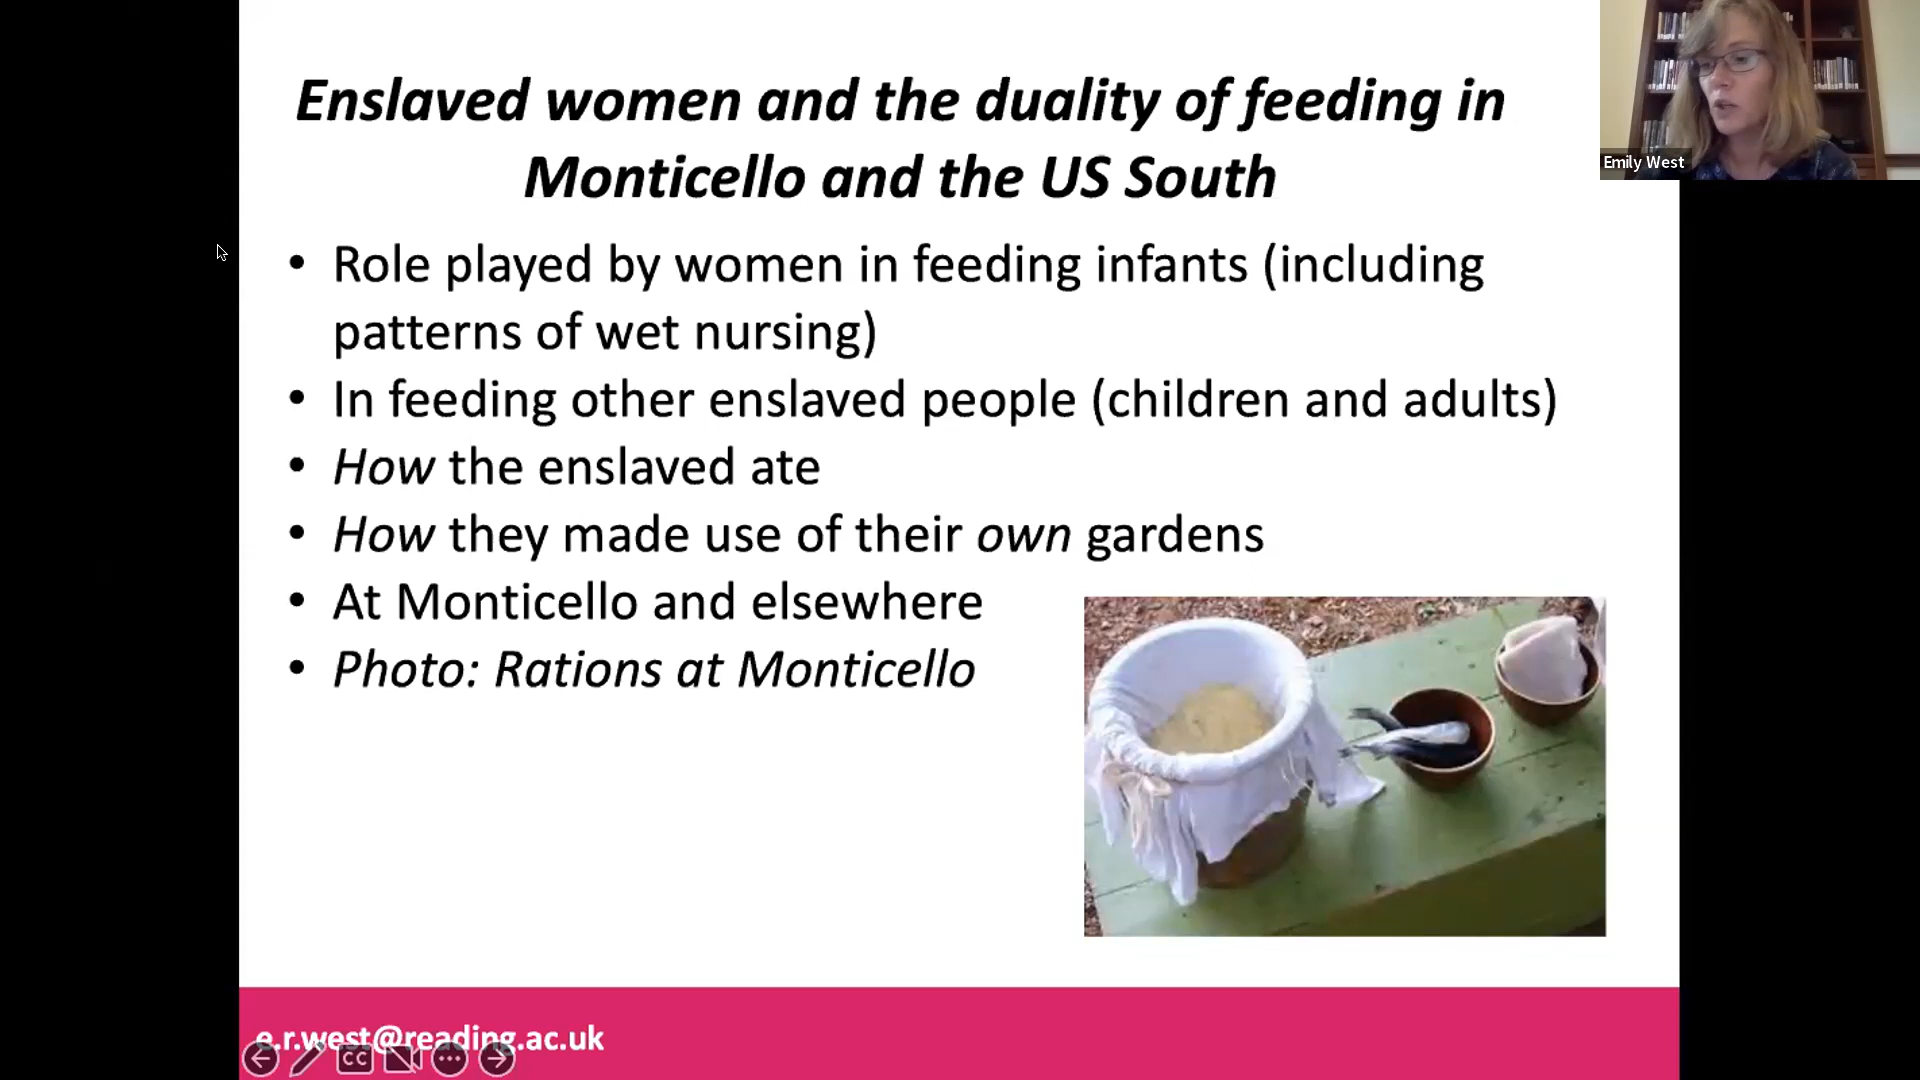 Enslaved women and the duality of feeding in
Monticello and the US South
• Role played by women in feeding infants (including
patterns of wet nursing)
• In feeding other enslaved people (children and adults)
• How the enslaved ate
• How they made use of their own gardens
• At Monticello and elsewhere
• Photo: Rations at Monticello
Emily West
e.r.west@reading.ac.uk
CC